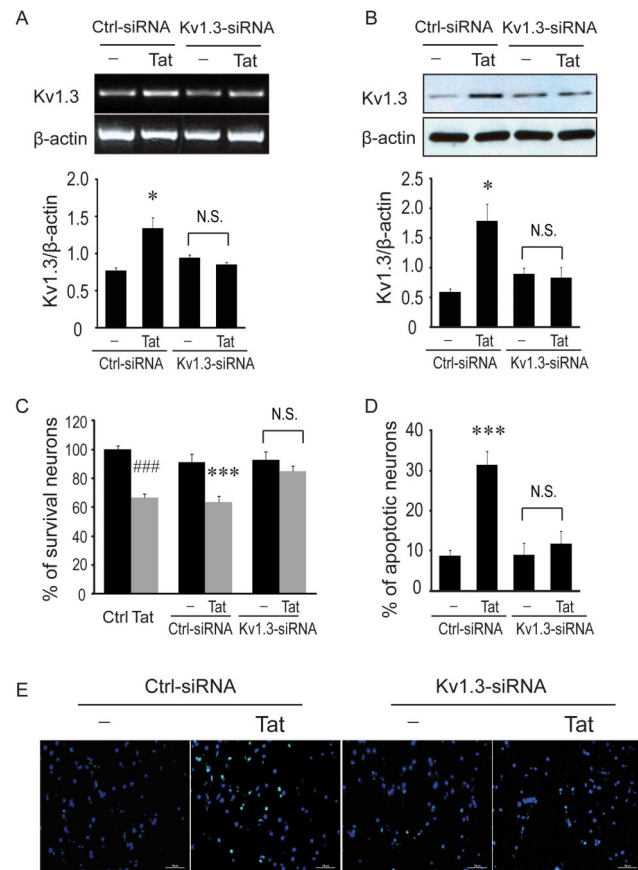 A
Ctrl-siRNA Kv1.3-siRNA
– Tat – Tat
Kv1.3
β-actin
Kv1.3/β-actin
2.0
1.5
1.0
0.5
0
*
N.S.
– Tat – Tat
Ctrl-siRNA Kv1.3-siRNA
B
Ctrl-siRNA Kv1.3-siRNA
– Tat – Tat
Kv1.3
β-actin
Kv1.3/β-actin
2.5
2.0
1.5
1.0
0.5
0
*
N.S.
– Tat – Tat
Ctrl-siRNA Kv1.3-siRNA
C
% of survival neurons
120
100
80
60
40
20
0
###
***
N.S.
Ctrl Tat – Tat – Tat
Ctrl-siRNA Kv1.3-siRNA
D
% of apoptotic neurons
40
30
20
10
0
***
N.S.
– Tat – Tat
Ctrl-siRNA Kv1.3-siRNA
E
Ctrl-siRNA Kv1.3-siRNA
– Tat – Tat